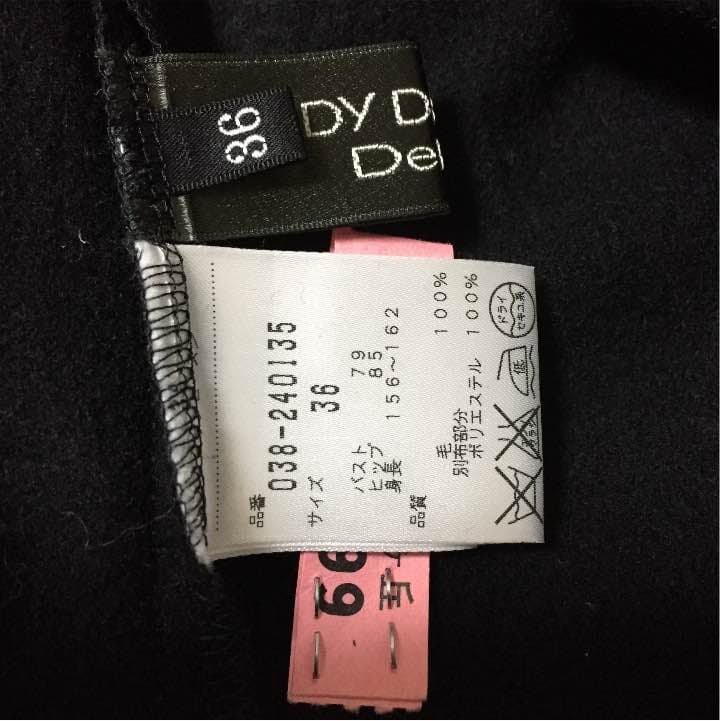 36
DY D
De
品番 038-240135
サイズ 36
バスト 79
ヒップ 85
身長 156~162
品質
毛 100%
別布部分
ポリエステル 100%
ドライ
セキユ系
低
66